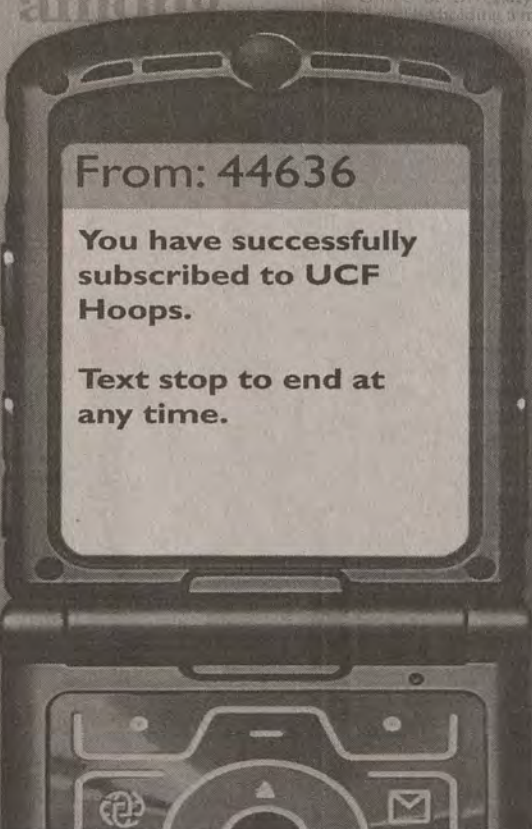 From: 44636
You have successfully
subscribed to UCF
Hoops.
Text stop to end at
any time.